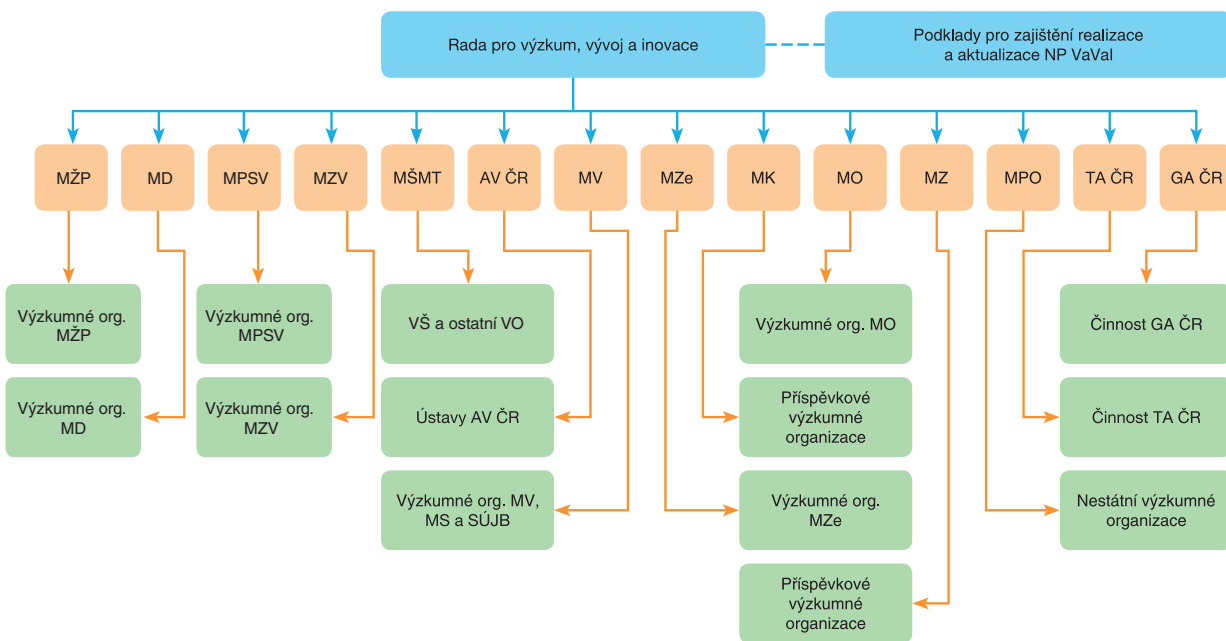 Rada pro výzkum, vývoj a inovace
Podklady pro zajištění realizace
a aktualizace NP VaVaI
MŽP
MD
MPSV
MZV
MŠMT
AV ČR
MV
MZe
MK
MO
MZ
MPO
TA ČR
GA ČR
Výzkumné org.
MŽP
Výzkumné org.
MPSV
VŠ a ostatní VO
Výzkumné org. MO
Činnost GA ČR
Výzkumné org.
MD
Výzkumné org.
MZV
Ústavy AV ČR
Příspěvkové
výzkumné
organizace
Činnost TA ČR
Výzkumné org. MV,
MS a SÚJB
Výzkumné org.
MZe
Nestátní výzkumné
organizace
Příspěvkové
výzkumné
organizace